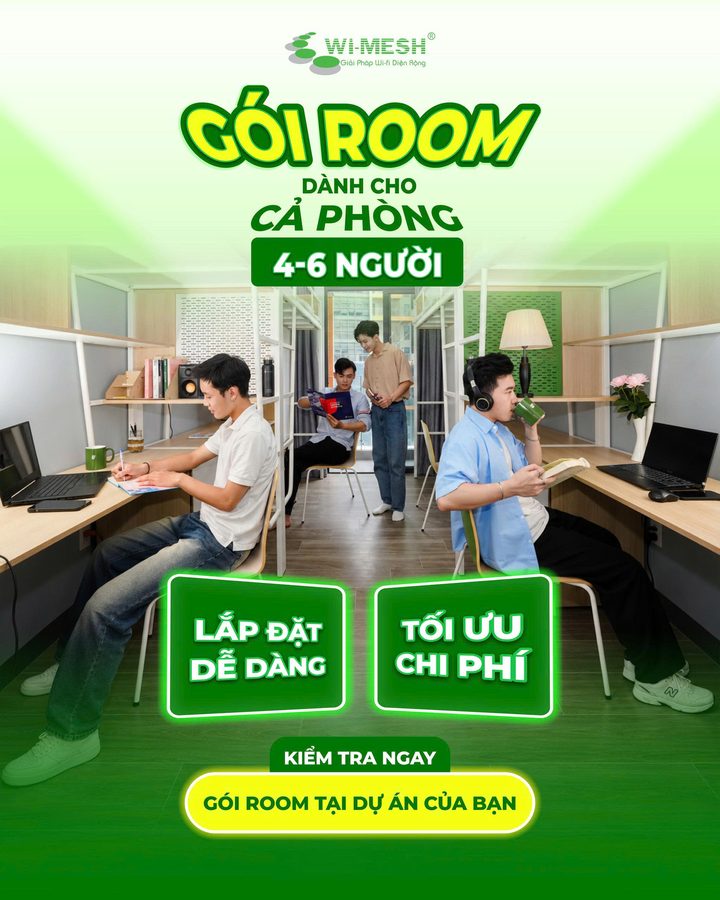 WI-MESH®
Giải Pháp Wi-fi Diện Rộng
GÓI ROOM
DÀNH CHO
CẢ PHÒNG
4-6 NGƯỜI
LẮP ĐẶT
DỄ DÀNG
TỐI ƯU
CHI PHÍ
KIỂM TRA NGAY
GÓI ROOM TẠI DỰ ÁN CỦA BẠN